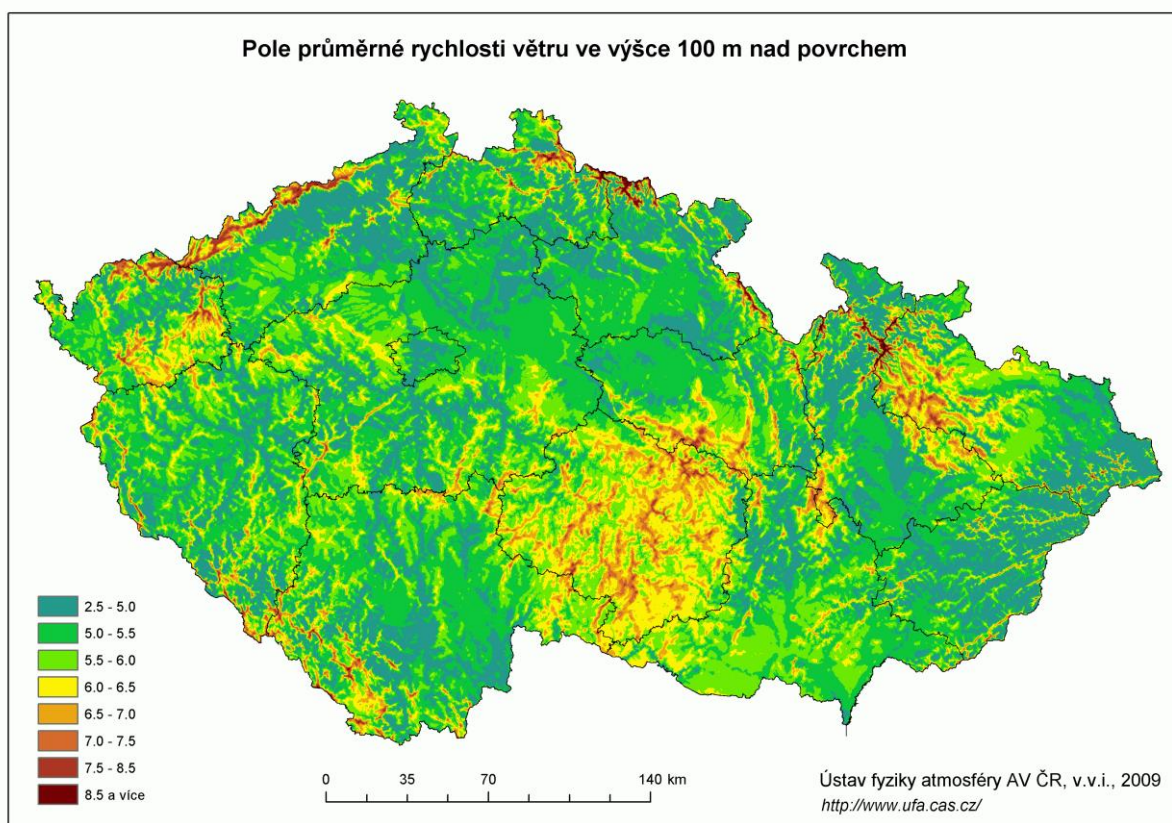 Pole průměrné rychlosti větru ve výšce 100 m nad povrchem
2.5 - 5.0
5.0 - 5.5
5.5 - 6.0
6.0 - 6.5
6.5 - 7.0
7.0 - 7.5
7.5 - 8.5
8.5 a více
0 35 70 140 km
Ústav fyziky atmosféry AV ČR, v.v.i., 2009
http://www.ufa.cas.cz/